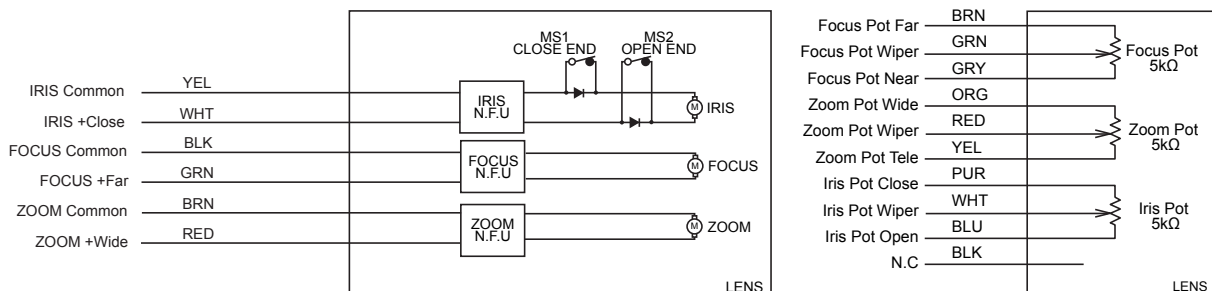 MS1
CLOSE END
MS2
OPEN END
IRIS Common YEL
IRIS +Close WHT
IRIS
N.F.U
M IRIS
FOCUS Common BLK
FOCUS +Far GRN
FOCUS
N.F.U
M FOCUS
ZOOM Common BRN
ZOOM +Wide RED
ZOOM
N.F.U
M ZOOM
LENS
Focus Pot Far BRN
Focus Pot Wiper GRN
Focus Pot Near GRY
Focus Pot
5kΩ
Zoom Pot Wide ORG
Zoom Pot Wiper RED
Zoom Pot Tele YEL
Zoom Pot
5kΩ
Iris Pot Close PUR
Iris Pot Wiper WHT
Iris Pot Open BLU
Iris Pot
5kΩ
N.C BLK
LENS